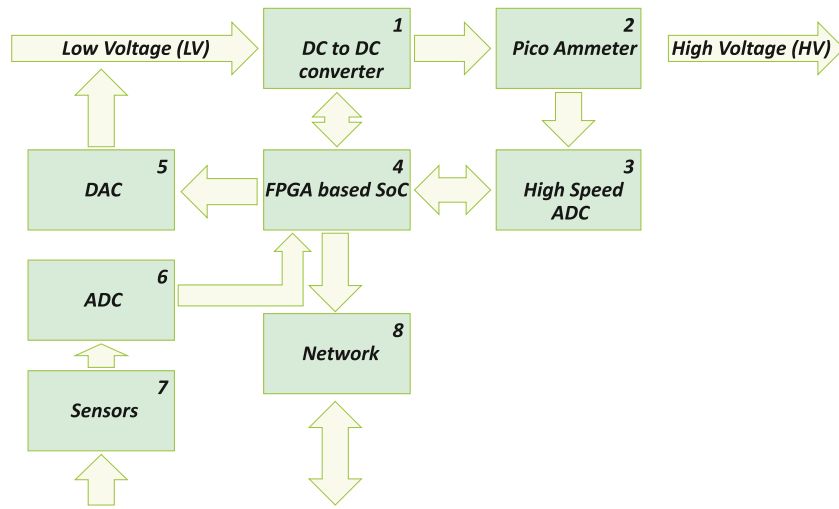 Low Voltage (LV)
1
DC to DC
converter
2
Pico Ammeter
High Voltage (HV)
5
DAC
4
FPGA based SoC
3
High Speed
ADC
6
ADC
8
Network
7
Sensors